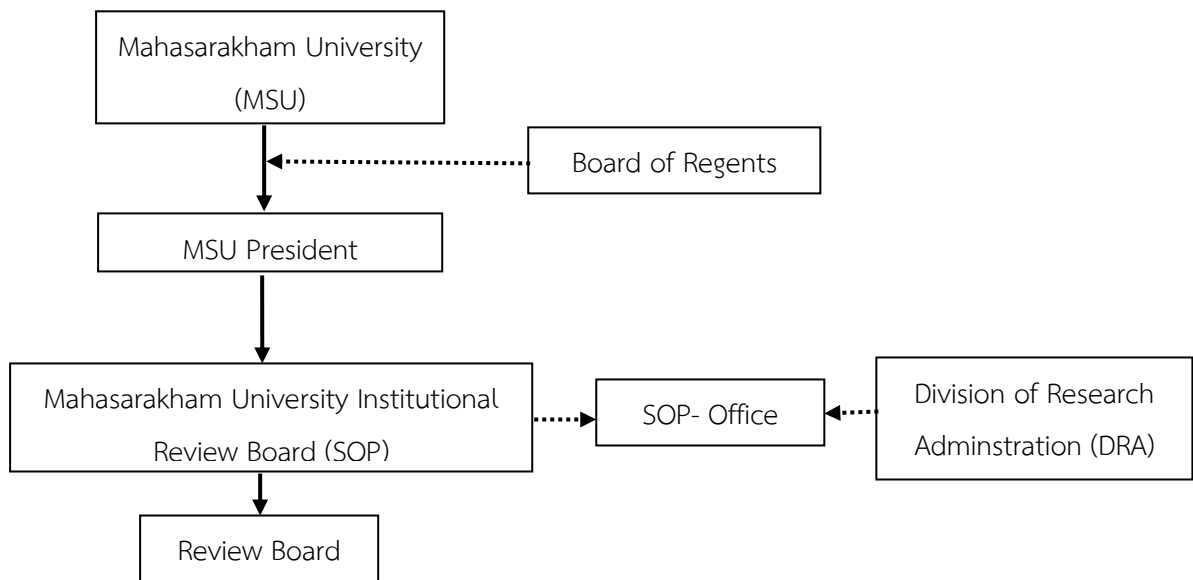 Mahasarakham University
(MSU)
Board of Regents
MSU President
Mahasarakham University Institutional
Review Board (SOP)
SOP- Office
Division of Research
Adminstration (DRA)
Review Board